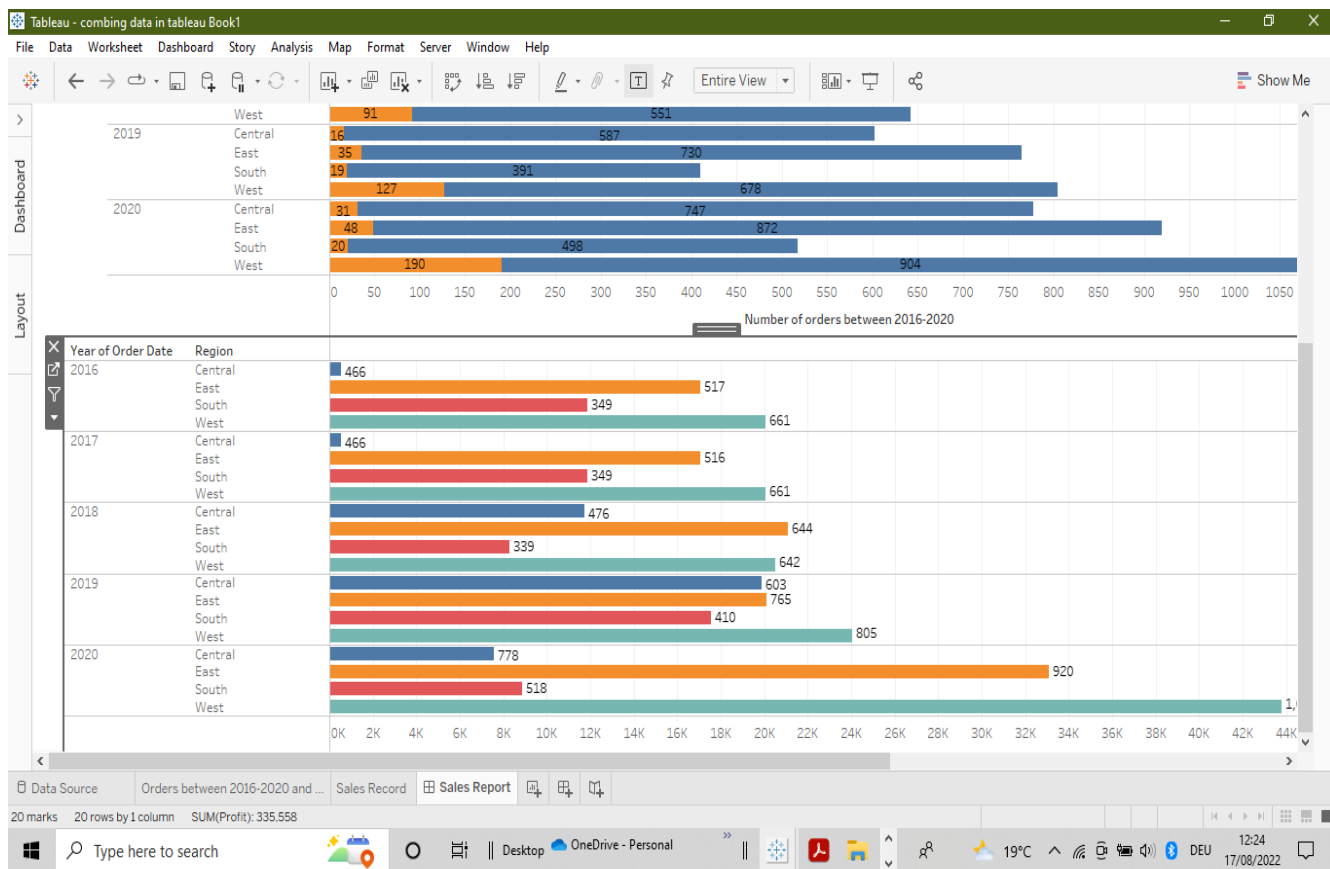 Tableau - combing data in tableau Book1
File Data Worksheet Dashboard Story Analysis Map Format Server Window Help
Entire View Show Me
Dashboard
Layout
West 91 551
2019 Central 16 587
East 35 730
South 19 391
West 127 678
2020 Central 31 747
East 48 872
South 20 498
West 190 904
0 50 100 150 200 250 300 350 400 450 500 550 600 650 700 750 800 850 900 950 1000 1050
Number of orders between 2016-2020
Year of Order Date Region
2016 Central 466
East 517
South 349
West 661
2017 Central 466
East 516
South 349
West 661
2018 Central 476
East 644
South 339
West 642
2019 Central 603
East 765
South 410
West 805
2020 Central 778
East 920
South 518
West
0K 2K 4K 6K 8K 10K 12K 14K 16K 18K 20K 22K 24K 26K 28K 30K 32K 34K 36K 38K 40K 42K 44K
Data Source Orders between 2016-2020 and ... Sales Record Sales Report
20 marks 20 rows by 1 column SUM(Profit): 335,558
Type here to search Desktop OneDrive - Personal 19°C DEU 12:24
17/08/2022